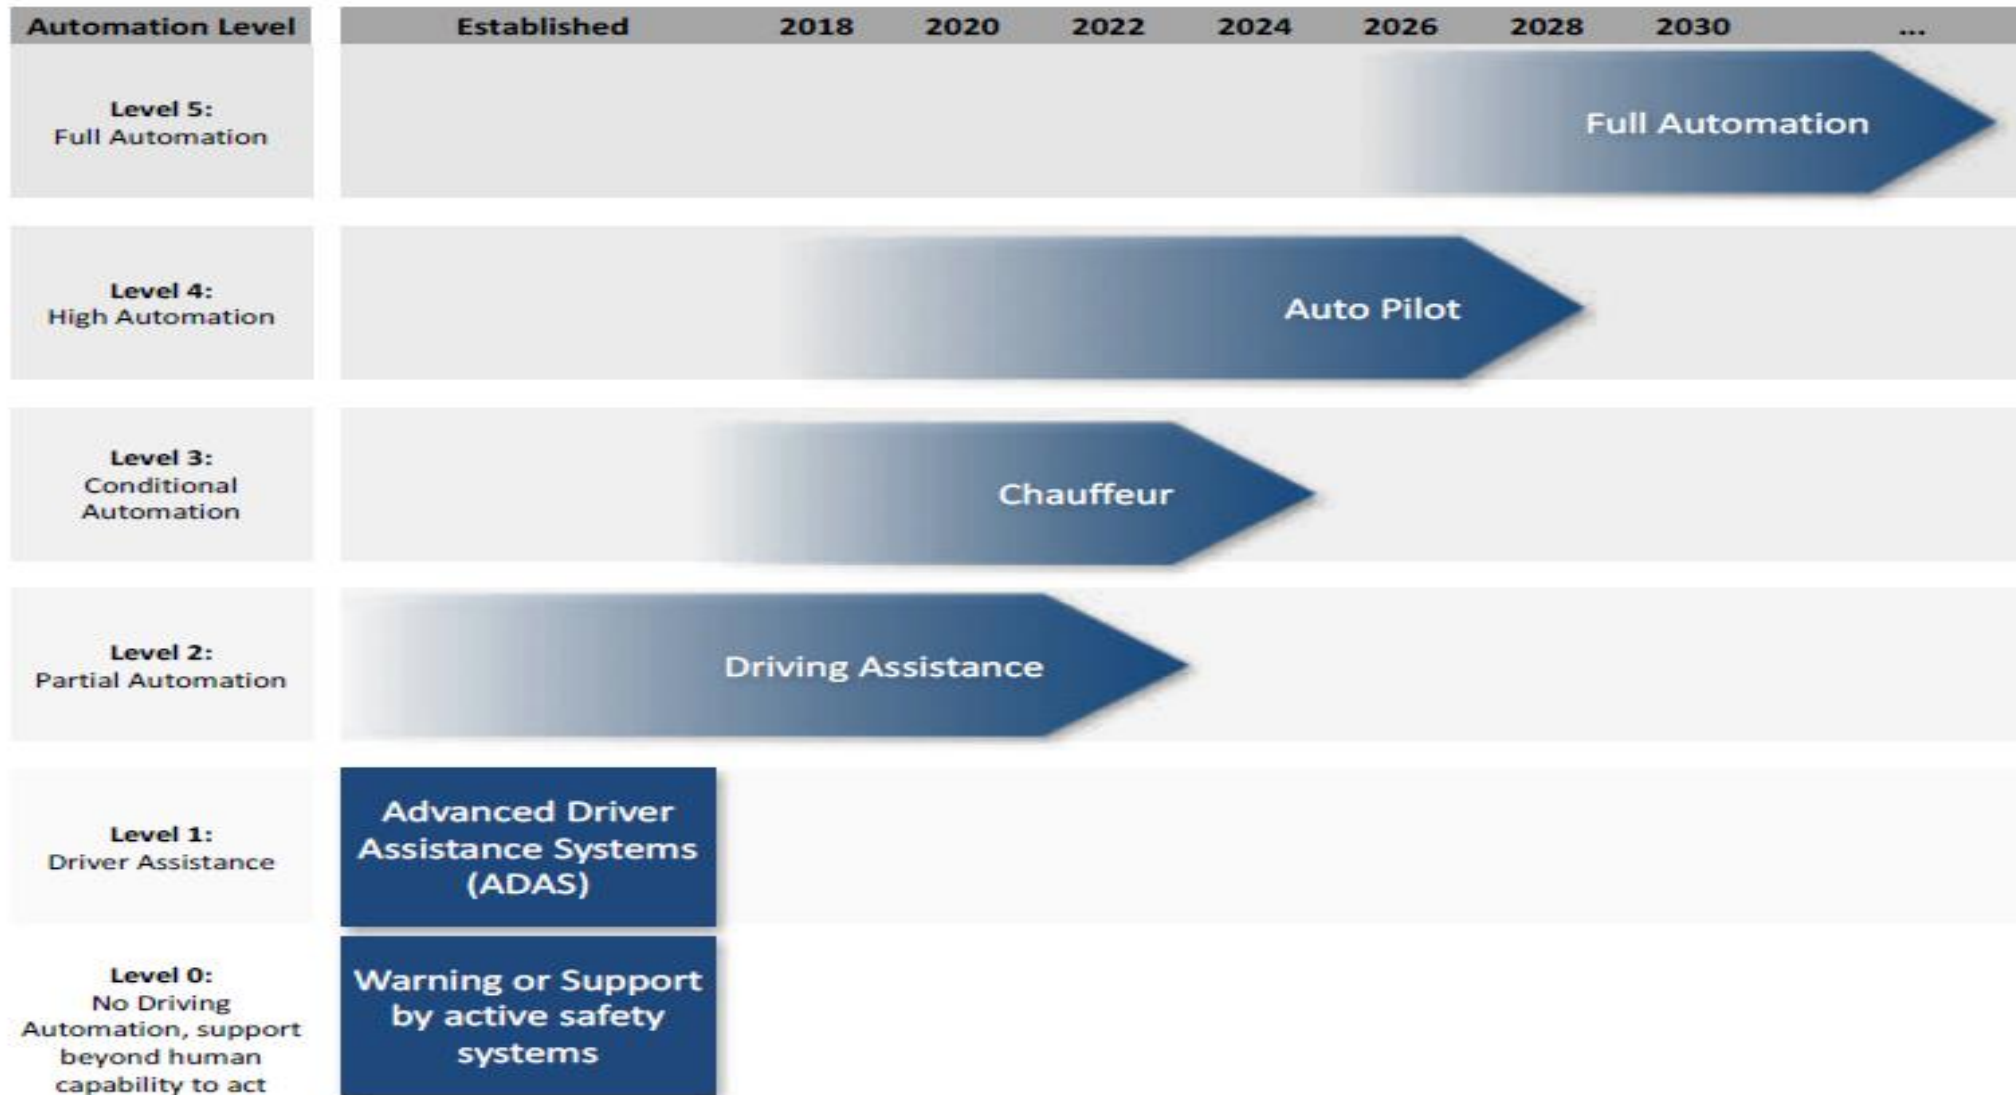 Automation Level Established 2018 2020 2022 2024 2026 2028 2030 ...
Level 5:
Full Automation
Full Automation
Level 4:
High Automation
Auto Pilot
Level 3:
Conditional
Automation
Chauffeur
Level 2:
Partial Automation
Driving Assistance
Level 1:
Driver Assistance
Advanced Driver
Assistance Systems
(ADAS)
Level 0:
No Driving
Automation, support
beyond human
capability to act
Warning or Support
by active safety
systems